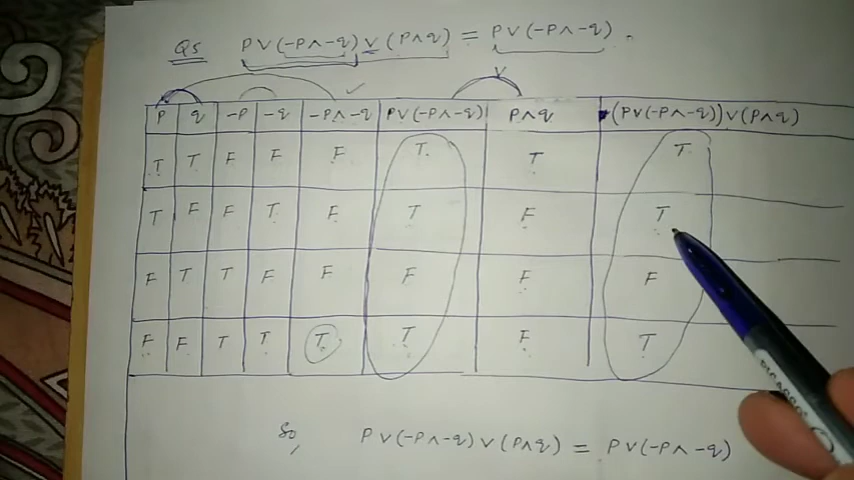 Q5 P∨(-P∧-q)∨(P∧q) = P∨(-P∧-q).
∨ ✓
P q -P -q -P∧-q P∨(-P∧-q) P∧q (P∨(-P∧-q))∨(P∧q)
T T F F F T T T
T F F T F T F T
F T T F F F F F
F F T T T T F T
So, P∨(-P∧-q)∨(P∧q) = P∨(-P∧-q)